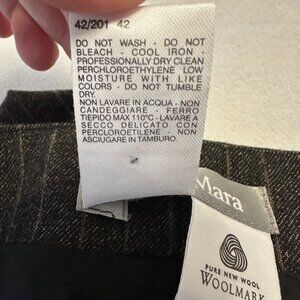 42/201 42
DO NOT WASH - DO NOT
BLEACH - COOL IRON -
PROFESSIONALLY DRY CLEAN
PERCHLOROETHYLENE LOW
MOISTURE WITH LIKE
COLORS - DO NOT TUMBLE
DRY.
NON LAVARE IN ACQUA - NON
CANDEGGIARE - FERRO
TIEPIDO MAX 110°C - LAVARE A
SECCO DELICATO CON
PERCLOROETILENE - NON
ASCIUGARE IN TAMBURO.
Mara
PURE NEW WOOL
WOOLMARK